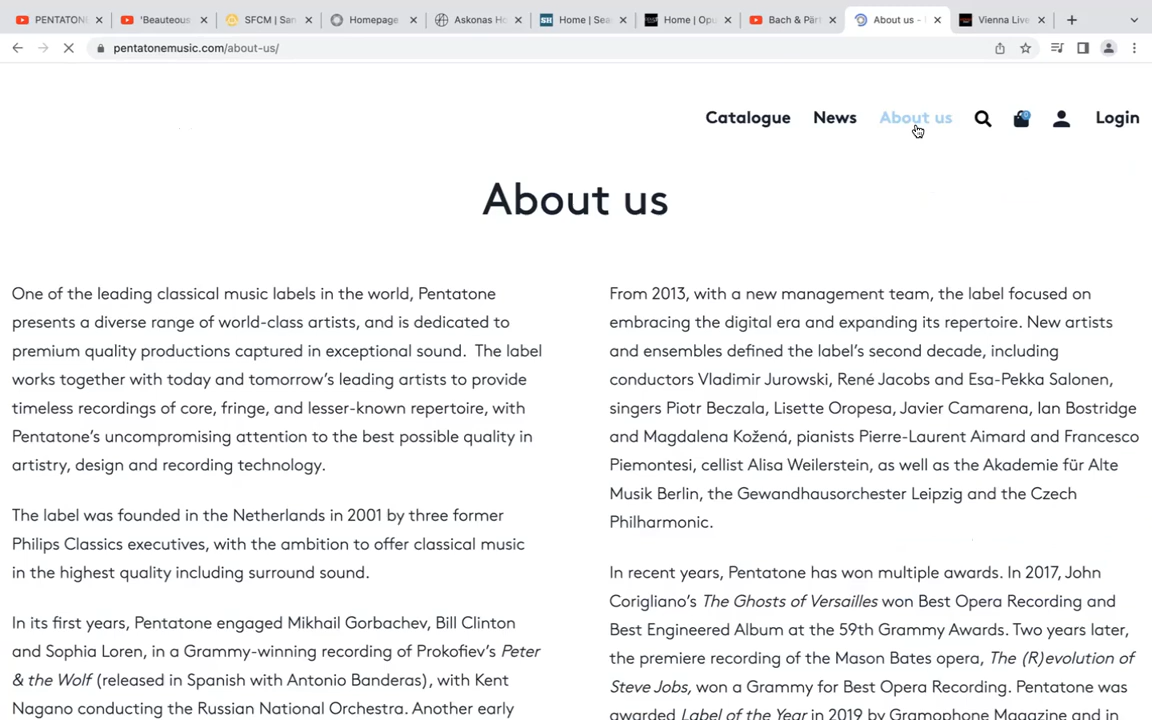 PENTATON
'Beauteous
SFCM | San
Homepage
Askonas Ho
Home | Sea
Home | Opu
Bach & Pär
About us -
Vienna Live
pentatonemusic.com/about-us/
Catalogue News About us Login
About us
One of the leading classical music labels in the world, Pentatone
presents a diverse range of world-class artists, and is dedicated to
premium quality productions captured in exceptional sound. The label
works together with today and tomorrow's leading artists to provide
timeless recordings of core, fringe, and lesser-known repertoire, with
Pentatone's uncompromising attention to the best possible quality in
artistry, design and recording technology.
The label was founded in the Netherlands in 2001 by three former
Philips Classics executives, with the ambition to offer classical music
in the highest quality including surround sound.
In its first years, Pentatone engaged Mikhail Gorbachev, Bill Clinton
and Sophia Loren, in a Grammy-winning recording of Prokofiev's Peter
& the Wolf (released in Spanish with Antonio Banderas), with Kent
Nagano conducting the Russian National Orchestra. Another early
From 2013, with a new management team, the label focused on
embracing the digital era and expanding its repertoire. New artists
and ensembles defined the label's second decade, including
conductors Vladimir Jurowski, René Jacobs and Esa-Pekka Salonen,
singers Piotr Beczala, Lisette Oropesa, Javier Camarena, Ian Bostridge
and Magdalena Kožená, pianists Pierre-Laurent Aimard and Francesco
Piemontesi, cellist Alisa Weilerstein, as well as the Akademie für Alte
Musik Berlin, the Gewandhausorchester Leipzig and the Czech
Philharmonic.
In recent years, Pentatone has won multiple awards. In 2017, John
Corigliano's The Ghosts of Versailles won Best Opera Recording and
Best Engineered Album at the 59th Grammy Awards. Two years later,
the premiere recording of the Mason Bates opera, The (R)evolution of
Steve Jobs, won a Grammy for Best Opera Recording. Pentatone was
awarded Label of the Year in 2019 by Gramophone Magazine and in